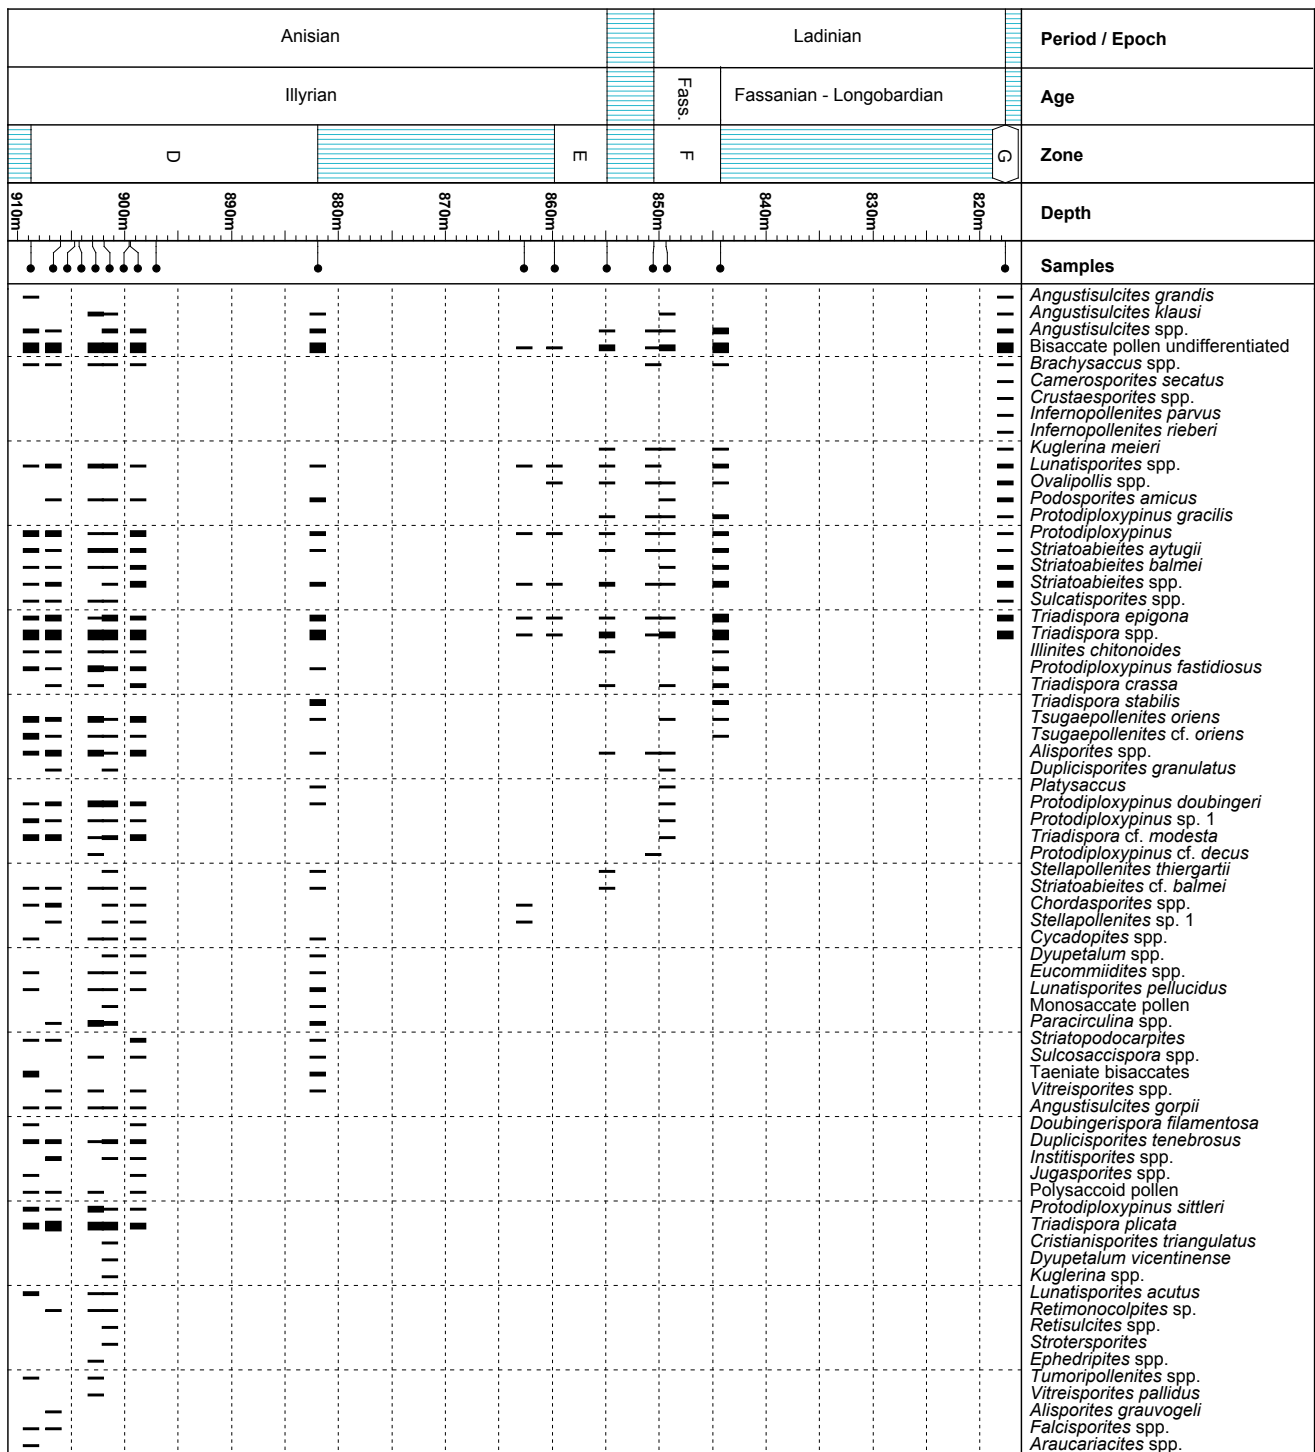 Anisian
Ladinian
Period / Epoch
Illyrian
Fass.
Fassanian - Longobardian
Age
D
E
F
G
Zone
910m
900m
890m
880m
870m
860m
850m
840m
830m
820m
Depth
Samples
Angustisulcites grandis
Angustisulcites klausi
Angustisulcites spp.
Bisaccate pollen undifferentiated
Brachysaccus spp.
Camerosporites secatus
Crustaesporites spp.
Infernopollenites parvus
Infernopollenites rieberi
Kuglerina meieri
Lunatisporites spp.
Ovalipollis spp.
Podosporites amicus
Protodiploxypinus gracilis
Protodiploxypinus
Striatoabieites aytugii
Striatoabieites balmei
Striatoabieites spp.
Sulcatisporites spp.
Triadispora epigona
Triadispora spp.
Illinites chitonoides
Protodiploxypinus fastidiosus
Triadispora crassa
Triadispora stabilis
Tsugaepollenites oriens
Tsugaepollenites cf. oriens
Alisporites spp.
Duplicisporites granulatus
Platysaccus
Protodiploxypinus doubingeri
Protodiploxypinus sp. 1
Triadispora cf. modesta
Protodiploxypinus cf. decus
Stellapollenites thiergartii
Striatoabieites cf. balmei
Chordasporites spp.
Stellapollenites sp. 1
Cycadopites spp.
Dyupetalum spp.
Eucommiidites spp.
Lunatisporites pellucidus
Monosaccate pollen
Paracirculina spp.
Striatopodocarpites
Sulcosaccispora spp.
Taeniate bisaccates
Vitreisporites spp.
Angustisulcites gorpii
Doubingerispora filamentosa
Duplicisporites tenebrosus
Institisporites spp.
Jugasporites spp.
Polysaccoid pollen
Protodiploxypinus sittleri
Triadispora plicata
Cristianisporites triangulatus
Dyupetalum vicentinense
Kuglerina spp.
Lunatisporites acutus
Retimonocolpites sp.
Retisulcites spp.
Strotersporites
Ephedripites spp.
Tumoripollenites spp.
Vitreisporites pallidus
Alisporites grauvogeli
Falcisporites spp.
Araucariacites spp.